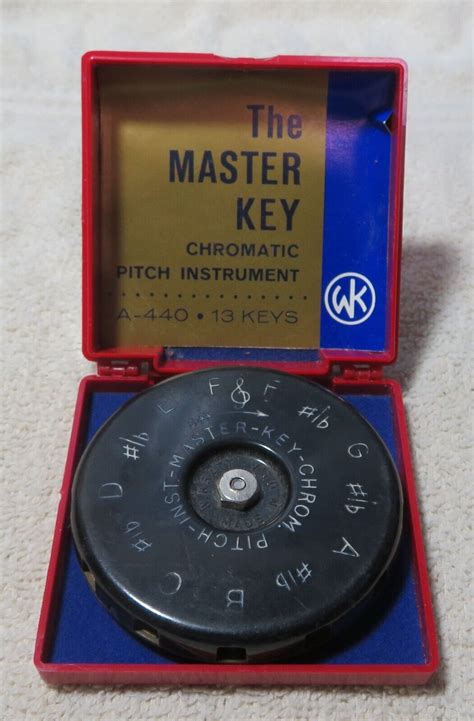 The
MASTER
KEY
CHROMATIC
PITCH INSTRUMENT
A-440 • 13 KEYS
WK
F F #/b G #/b A #/b B C #/b D #/b E
MASTER-KEY-CHROM. PITCH-INST-